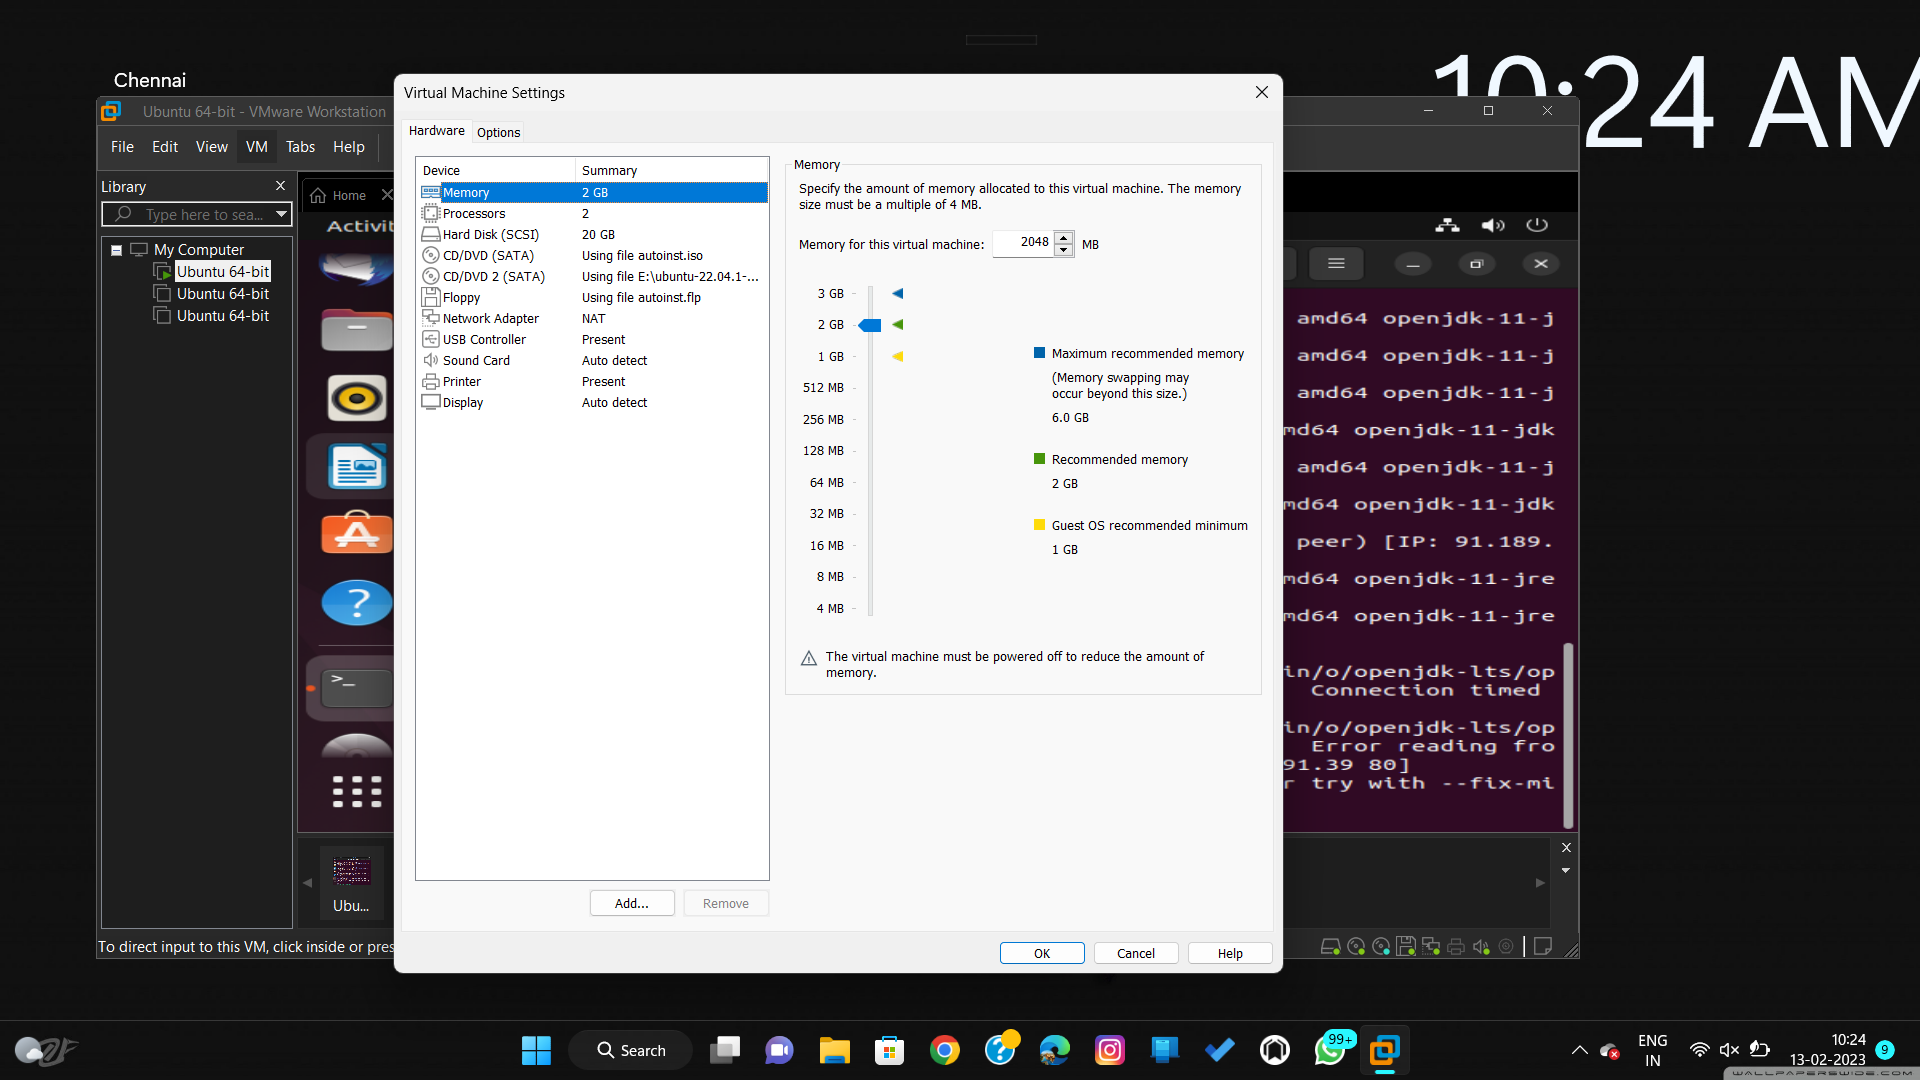 Chennai
10:24 AM
Ubuntu 64-bit - VMware Workstation
File Edit View VM Tabs Help
Library
Type here to sea...
My Computer
Ubuntu 64-bit
Ubuntu 64-bit
Ubuntu 64-bit
Home
Activit
Virtual Machine Settings
Hardware Options
Device Summary
Memory 2 GB
Processors 2
Hard Disk (SCSI) 20 GB
CD/DVD (SATA) Using file autoinst.iso
CD/DVD 2 (SATA) Using file E:\ubuntu-22.04.1-...
Floppy Using file autoinst.flp
Network Adapter NAT
USB Controller Present
Sound Card Auto detect
Printer Present
Display Auto detect
Add... Remove
Memory
Specify the amount of memory allocated to this virtual machine. The memory
size must be a multiple of 4 MB.
Memory for this virtual machine: 2048 MB
3 GB
2 GB
1 GB
512 MB
256 MB
128 MB
64 MB
32 MB
16 MB
8 MB
4 MB
Maximum recommended memory
(Memory swapping may
occur beyond this size.)
6.0 GB
Recommended memory
2 GB
Guest OS recommended minimum
1 GB
The virtual machine must be powered off to reduce the amount of
memory.
OK Cancel Help
amd64 openjdk-11-j
amd64 openjdk-11-j
amd64 openjdk-11-j
md64 openjdk-11-jdk
amd64 openjdk-11-j
md64 openjdk-11-jdk
peer) [IP: 91.189.
md64 openjdk-11-jre
md64 openjdk-11-jre
in/o/openjdk-lts/op
Connection timed
in/o/openjdk-lts/op
Error reading fro
91.39 80]
r try with --fix-mi
Ubu...
To direct input to this VM, click inside or pres
Search
99+
ENG
IN
10:24
13-02-2023
9
WALLPAPERSWIDE.COM